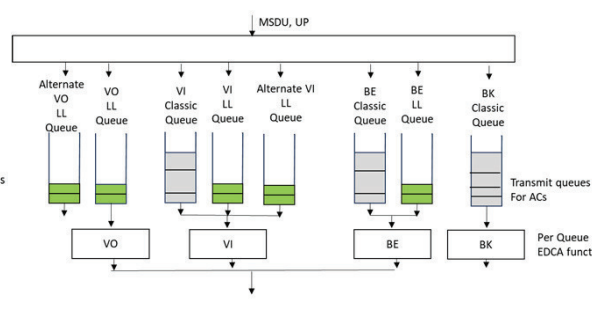 MSDU, UP
Alternate
VO
LL
Queue
VO
LL
Queue
VI
Classic
Queue
VI
LL
Queue
Alternate VI
LL
Queue
BE
Classic
Queue
BE
LL
Queue
BK
Classic
Queue
s
Transmit queues
For ACs
VO
VI
BE
BK
Per Queue
EDCA funct